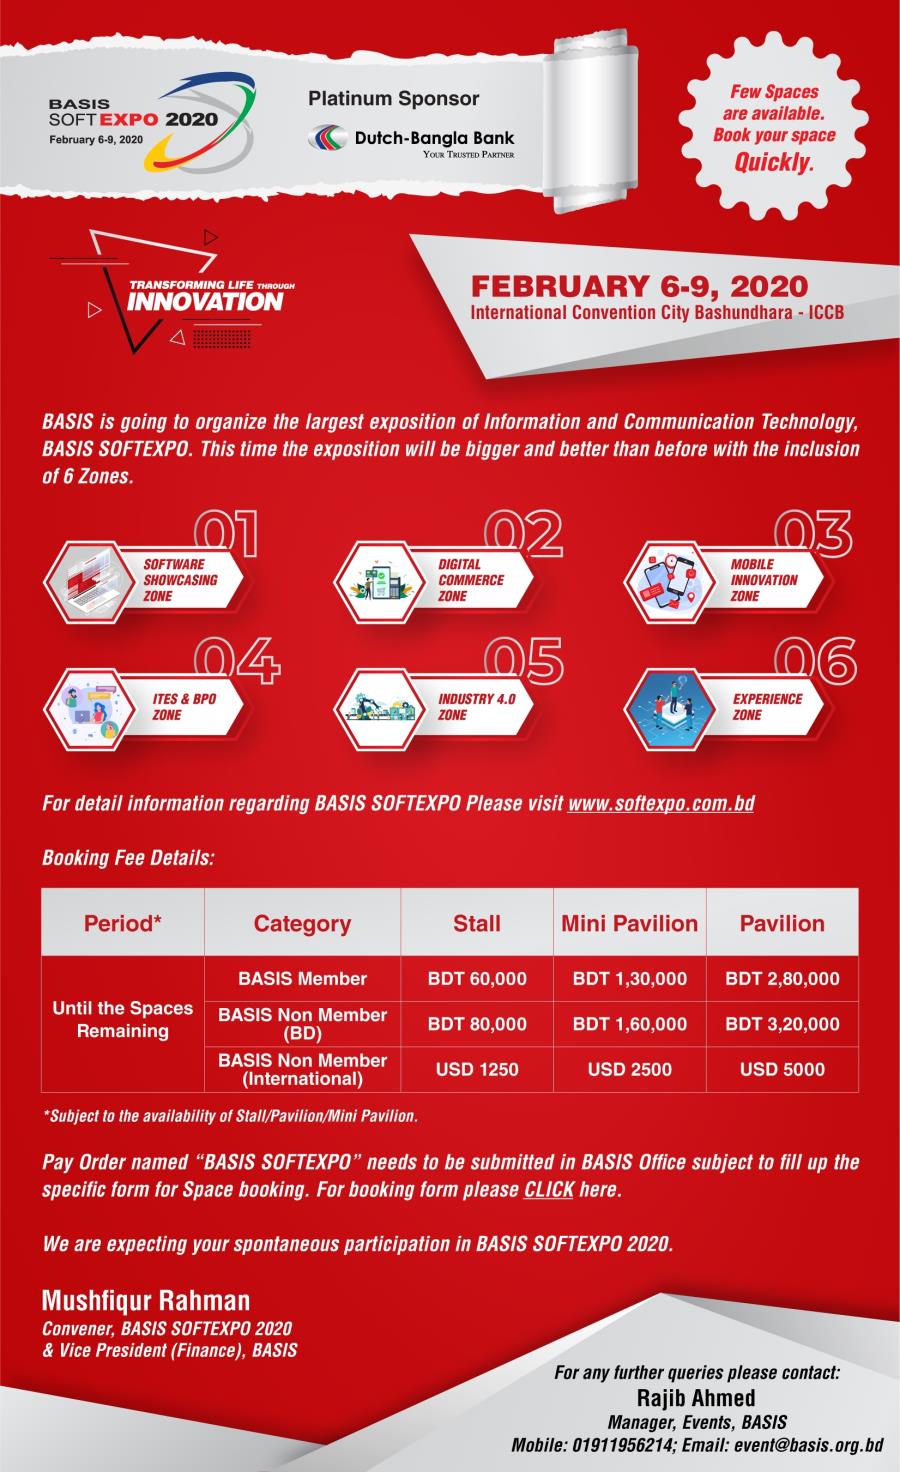 BASIS
SOFT EXPO 2020
February 6-9, 2020
Platinum Sponsor
Dutch-Bangla Bank
YOUR TRUSTED PARTNER
Few Spaces
are available.
Book your space
Quickly.
TRANSFORMING LIFE THROUGH
INNOVATION
FEBRUARY 6-9, 2020
International Convention City Bashundhara - ICCB
BASIS is going to organize the largest exposition of Information and Communication Technology,
BASIS SOFTEXPO. This time the exposition will be bigger and better than before with the inclusion
of 6 Zones.
01
SOFTWARE
SHOWCASING
ZONE
02
DIGITAL
COMMERCE
ZONE
03
MOBILE
INNOVATION
ZONE
04
ITES & BPO
ZONE
05
INDUSTRY 4.0
ZONE
06
EXPERIENCE
ZONE
For detail information regarding BASIS SOFTEXPO Please visit www.softexpo.com.bd
Booking Fee Details:
Period* Category Stall Mini Pavilion Pavilion
Until the Spaces
Remaining
BASIS Member BDT 60,000 BDT 1,30,000 BDT 2,80,000
BASIS Non Member
(BD) BDT 80,000 BDT 1,60,000 BDT 3,20,000
BASIS Non Member
(International) USD 1250 USD 2500 USD 5000
*Subject to the availability of Stall/Pavilion/Mini Pavilion.
Pay Order named “BASIS SOFTEXPO” needs to be submitted in BASIS Office subject to fill up the
specific form for Space booking. For booking form please CLICK here.
We are expecting your spontaneous participation in BASIS SOFTEXPO 2020.
Mushfiqur Rahman
Convener, BASIS SOFTEXPO 2020
& Vice President (Finance), BASIS
For any further queries please contact:
Rajib Ahmed
Manager, Events, BASIS
Mobile: 01911956214; Email: event@basis.org.bd